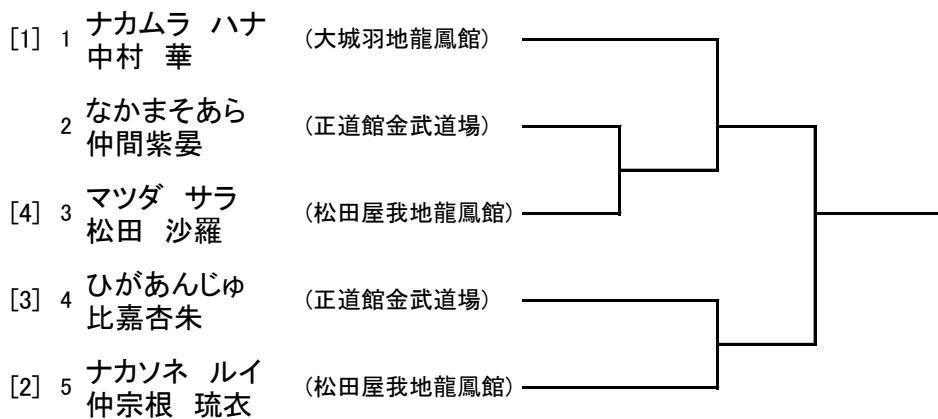 ナカムラ ハナ
[1] 1 中村 華 (大城羽地龍鳳館)
なかまそあら
2 仲間紫晏 (正道館金武道場)
マツダ サラ
[4] 3 松田 沙羅 (松田屋我地龍鳳館)
ひがあんじゅ
[3] 4 比嘉杏朱 (正道館金武道場)
ナカソネ ルイ
[2] 5 仲宗根 琉衣 (松田屋我地龍鳳館)